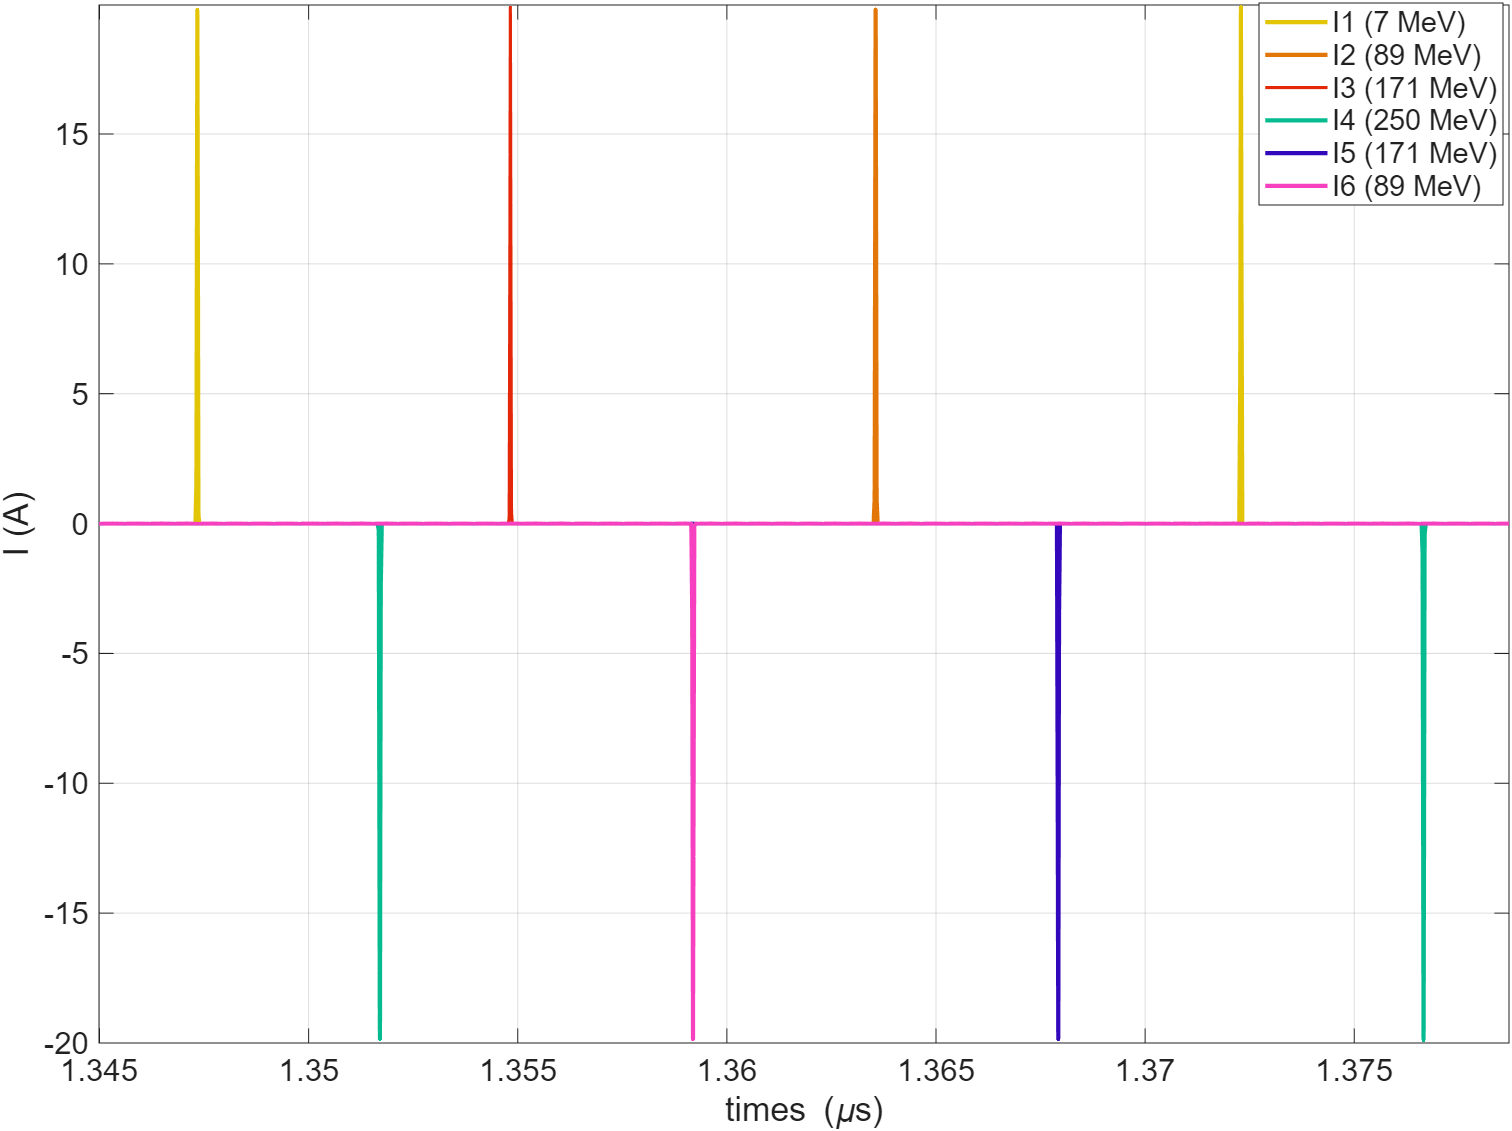 I1 (7 MeV)
I2 (89 MeV)
I3 (171 MeV)
I4 (250 MeV)
I5 (171 MeV)
I6 (89 MeV)
15
10
5
0
-5
-10
-15
-20
I (A)
1.345
1.35
1.355
1.36
1.365
1.37
1.375
times (µs)